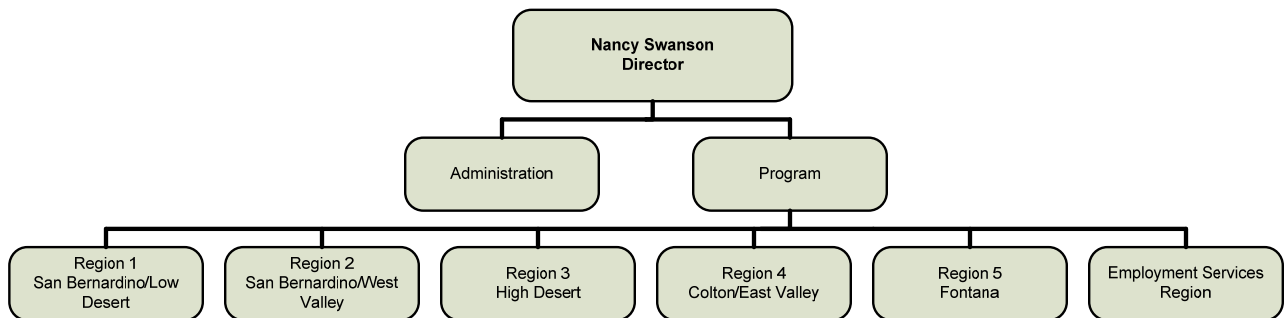 Nancy Swanson
Director
Administration
Program
Region 1
San Bernardino/Low
Desert
Region 2
San Bernardino/West
Valley
Region 3
High Desert
Region 4
Colton/East Valley
Region 5
Fontana
Employment Services
Region